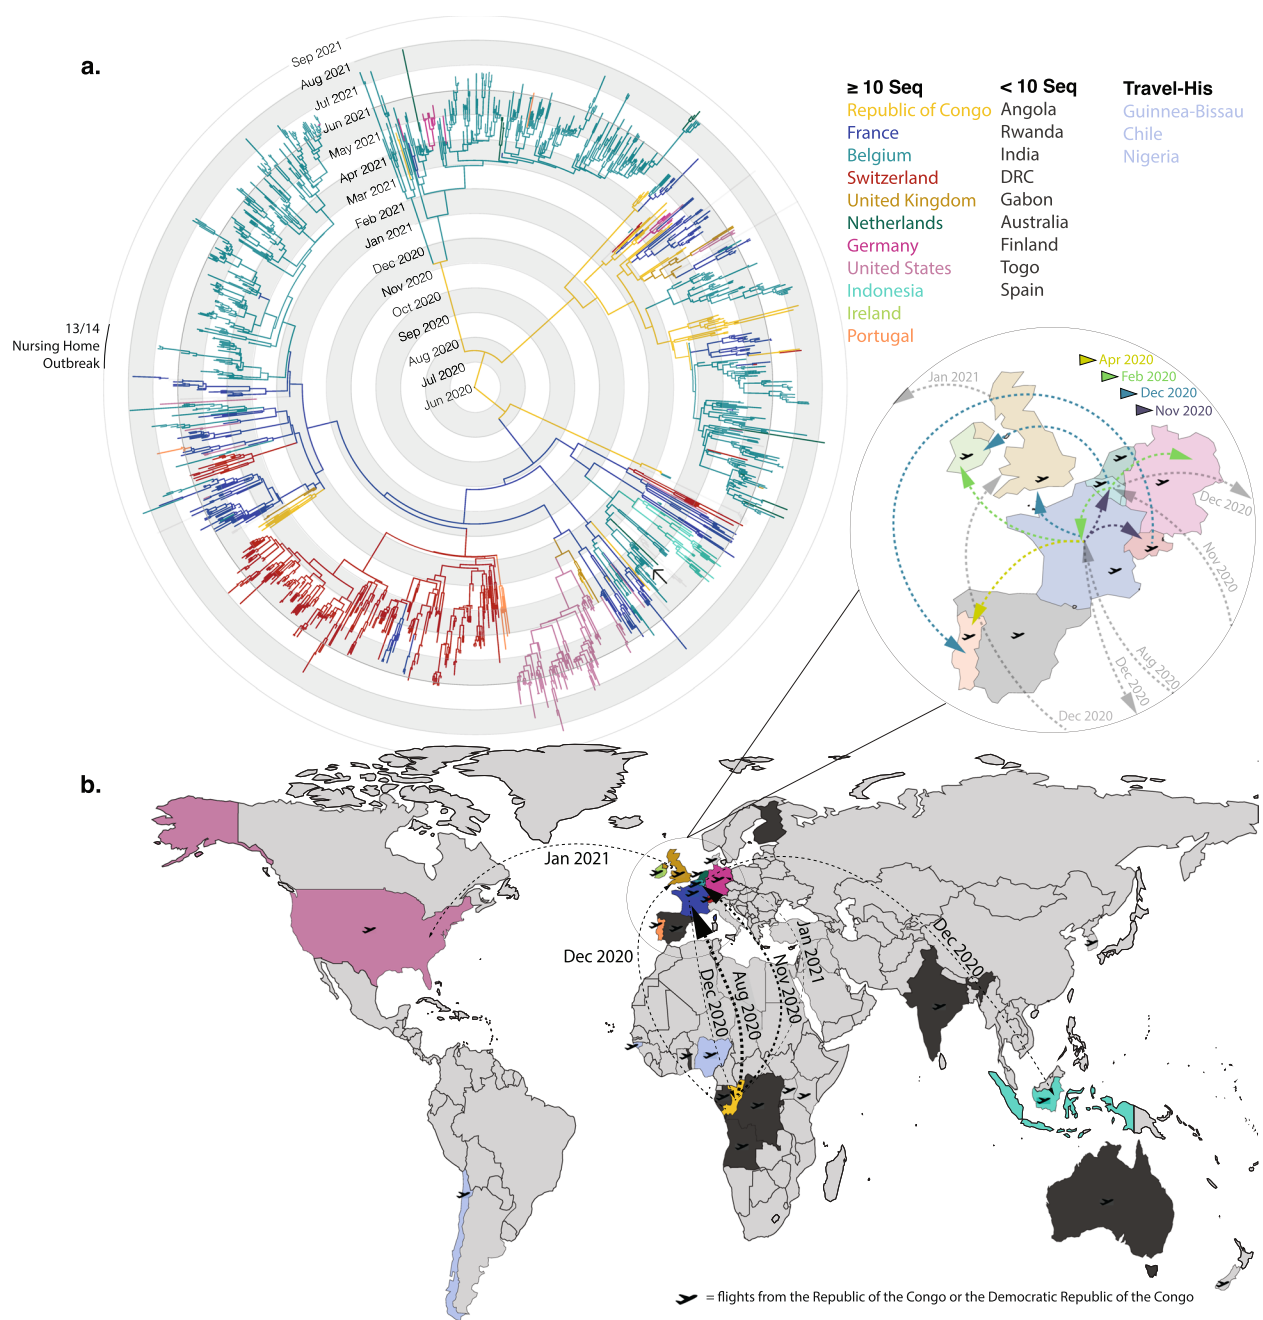 a.
Sep 2021
Aug 2021
Jul 2021
Jun 2021
May 2021
Apr 2021
Mar 2021
Feb 2021
Jan 2021
Dec 2020
Nov 2020
Oct 2020
Sep 2020
Aug 2020
Jul 2020
Jun 2020
13/14
Nursing Home
Outbreak
≥ 10 Seq
Republic of Congo
France
Belgium
Switzerland
United Kingdom
Netherlands
Germany
United States
Indonesia
Ireland
Portugal
< 10 Seq
Angola
Rwanda
India
DRC
Gabon
Australia
Finland
Togo
Spain
Travel-His
Guinnea-Bissau
Chile
Nigeria
Apr 2020
Feb 2020
Dec 2020
Nov 2020
Jan 2021
Dec 2020
Nov 2020
Aug 2020
Dec 2020
Dec 2020
b.
Jan 2021
Dec 2020
Dec 2020
Aug 2020
Nov 2020
Jan 2021
Dec 2020
= flights from the Republic of the Congo or the Democratic Republic of the Congo